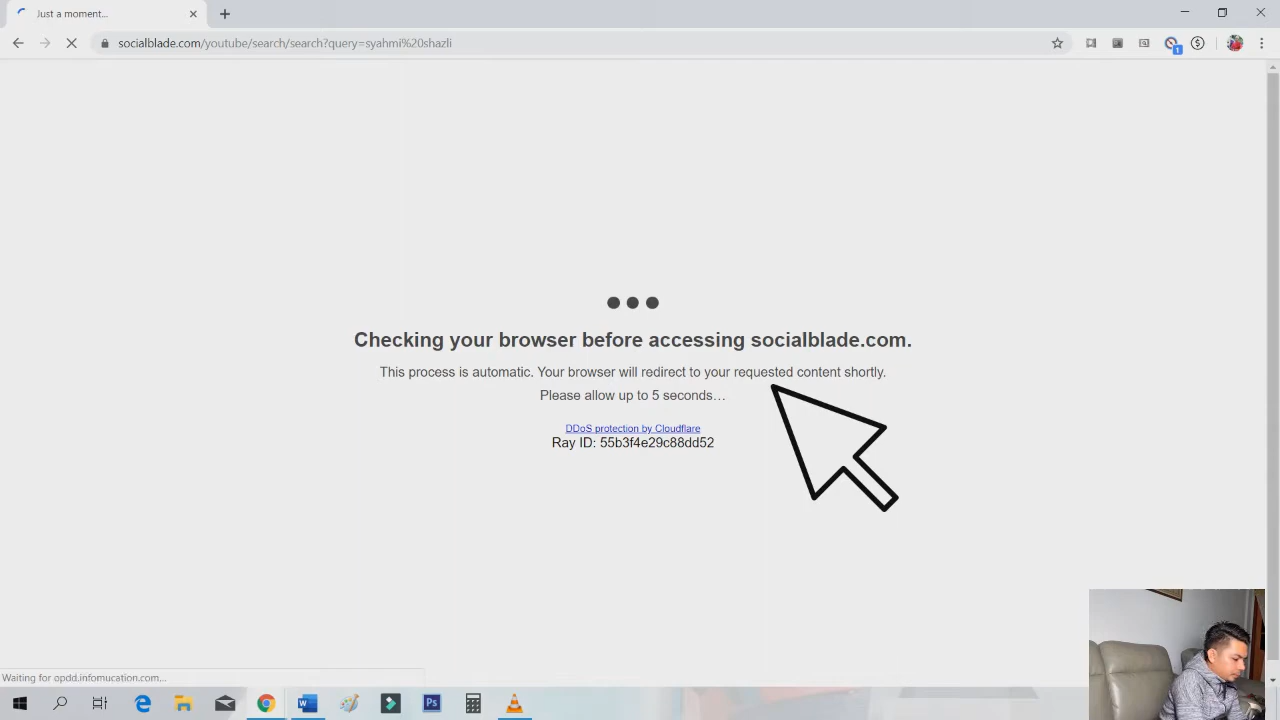 Just a moment...
socialblade.com/youtube/search/search?query=syahmi%20shazli
1
Checking your browser before accessing socialblade.com.
This process is automatic. Your browser will redirect to your requested content shortly.
Please allow up to 5 seconds…
DDoS protection by Cloudflare
Ray ID: 55b3f4e29c88dd52
Waiting for opdd.infomucation.com...